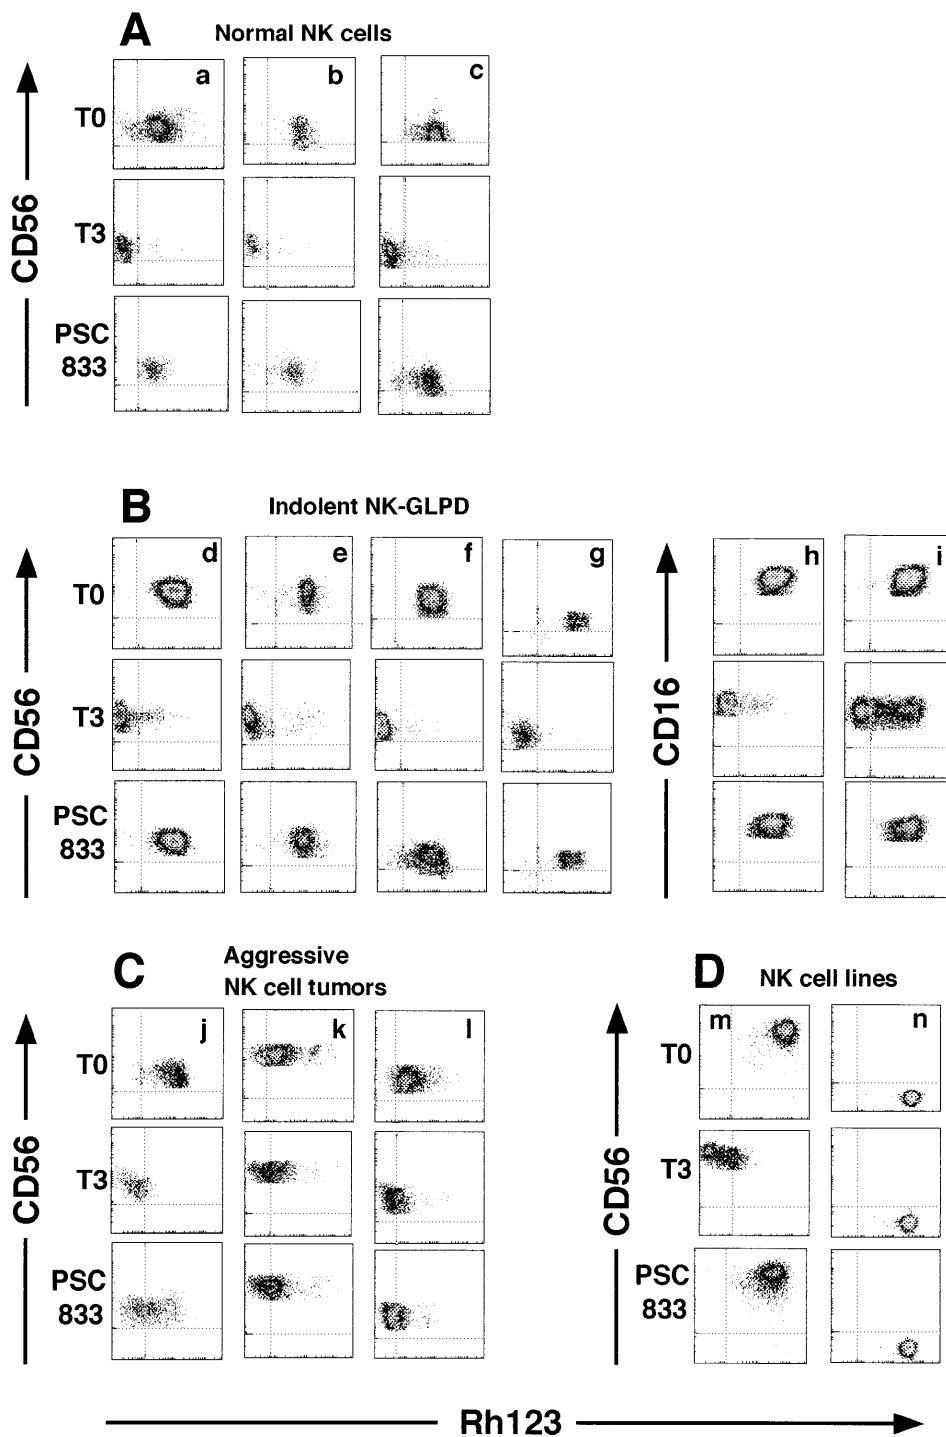 A
Normal NK cells
a
b
c
T0
T3
PSC
833
CD56
B
Indolent NK-GLPD
d
e
f
g
h
i
T0
T3
PSC
833
CD56
CD16
C
Aggressive
NK cell tumors
j
k
l
T0
T3
PSC
833
CD56
D
NK cell lines
m
n
T0
T3
PSC
833
CD56
Rh123